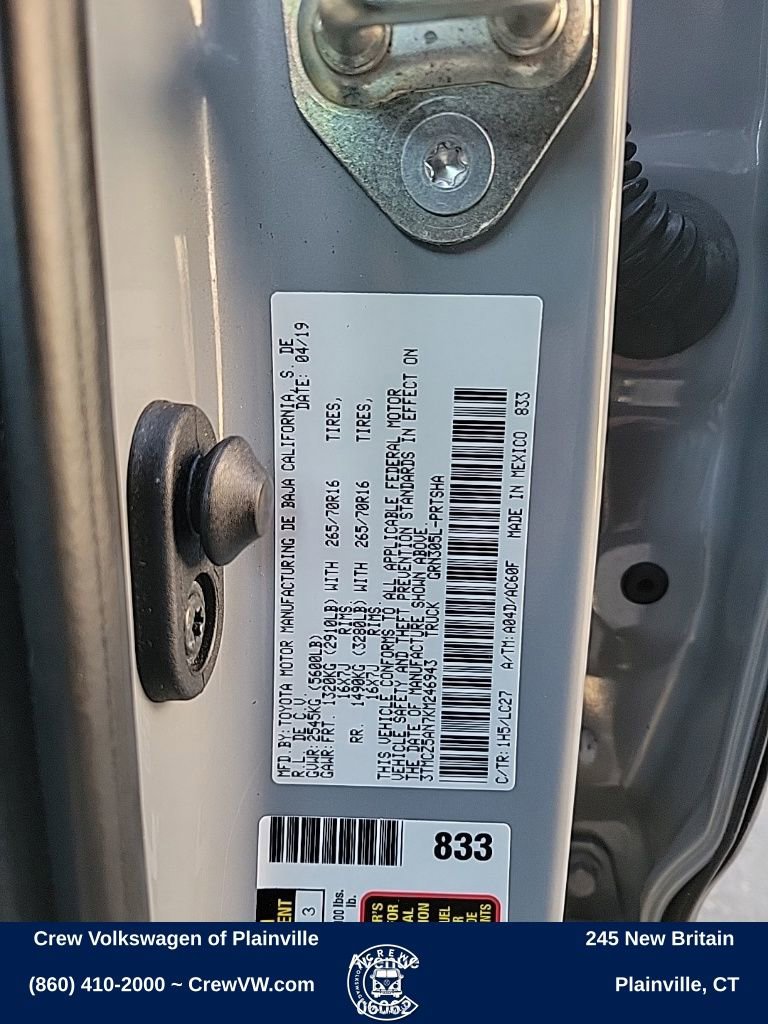 MFD.BY:TOYOTA MOTOR MANUFACTURING DE BAJA CALIFORNIA, S. DE
R.L. DE C.V. DATE: 04/19
GVWR:2545KG(5600LB)
GAWR:FRT. 1320KG(2910LB)WITH 265/70R16 TIRES,
16X7J RIMS,
RR. 1490KG(3280LB)WITH 265/70R16 TIRES,
16X7J RIMS
THIS VEHICLE CONFORMS TO ALL APPLICABLE FEDERAL MOTOR
VEHICLE SAFETY AND THEFT PREVENTION STANDARDS IN EFFECT ON
THE DATE OF MANUFACTURE SHOWN ABOVE.
3TMCZ5AN7KM246943 TRUCK GRN305L-PRTSHA
C/TR:1H5/LC27 A/TM:A04D/AC60F MADE IN MEXICO 833
833
3
Crew Volkswagen of Plainville
(860) 410-2000 ~ CrewVW.com
CREW
245 New Britain
Avenue
Plainville, CT
06062